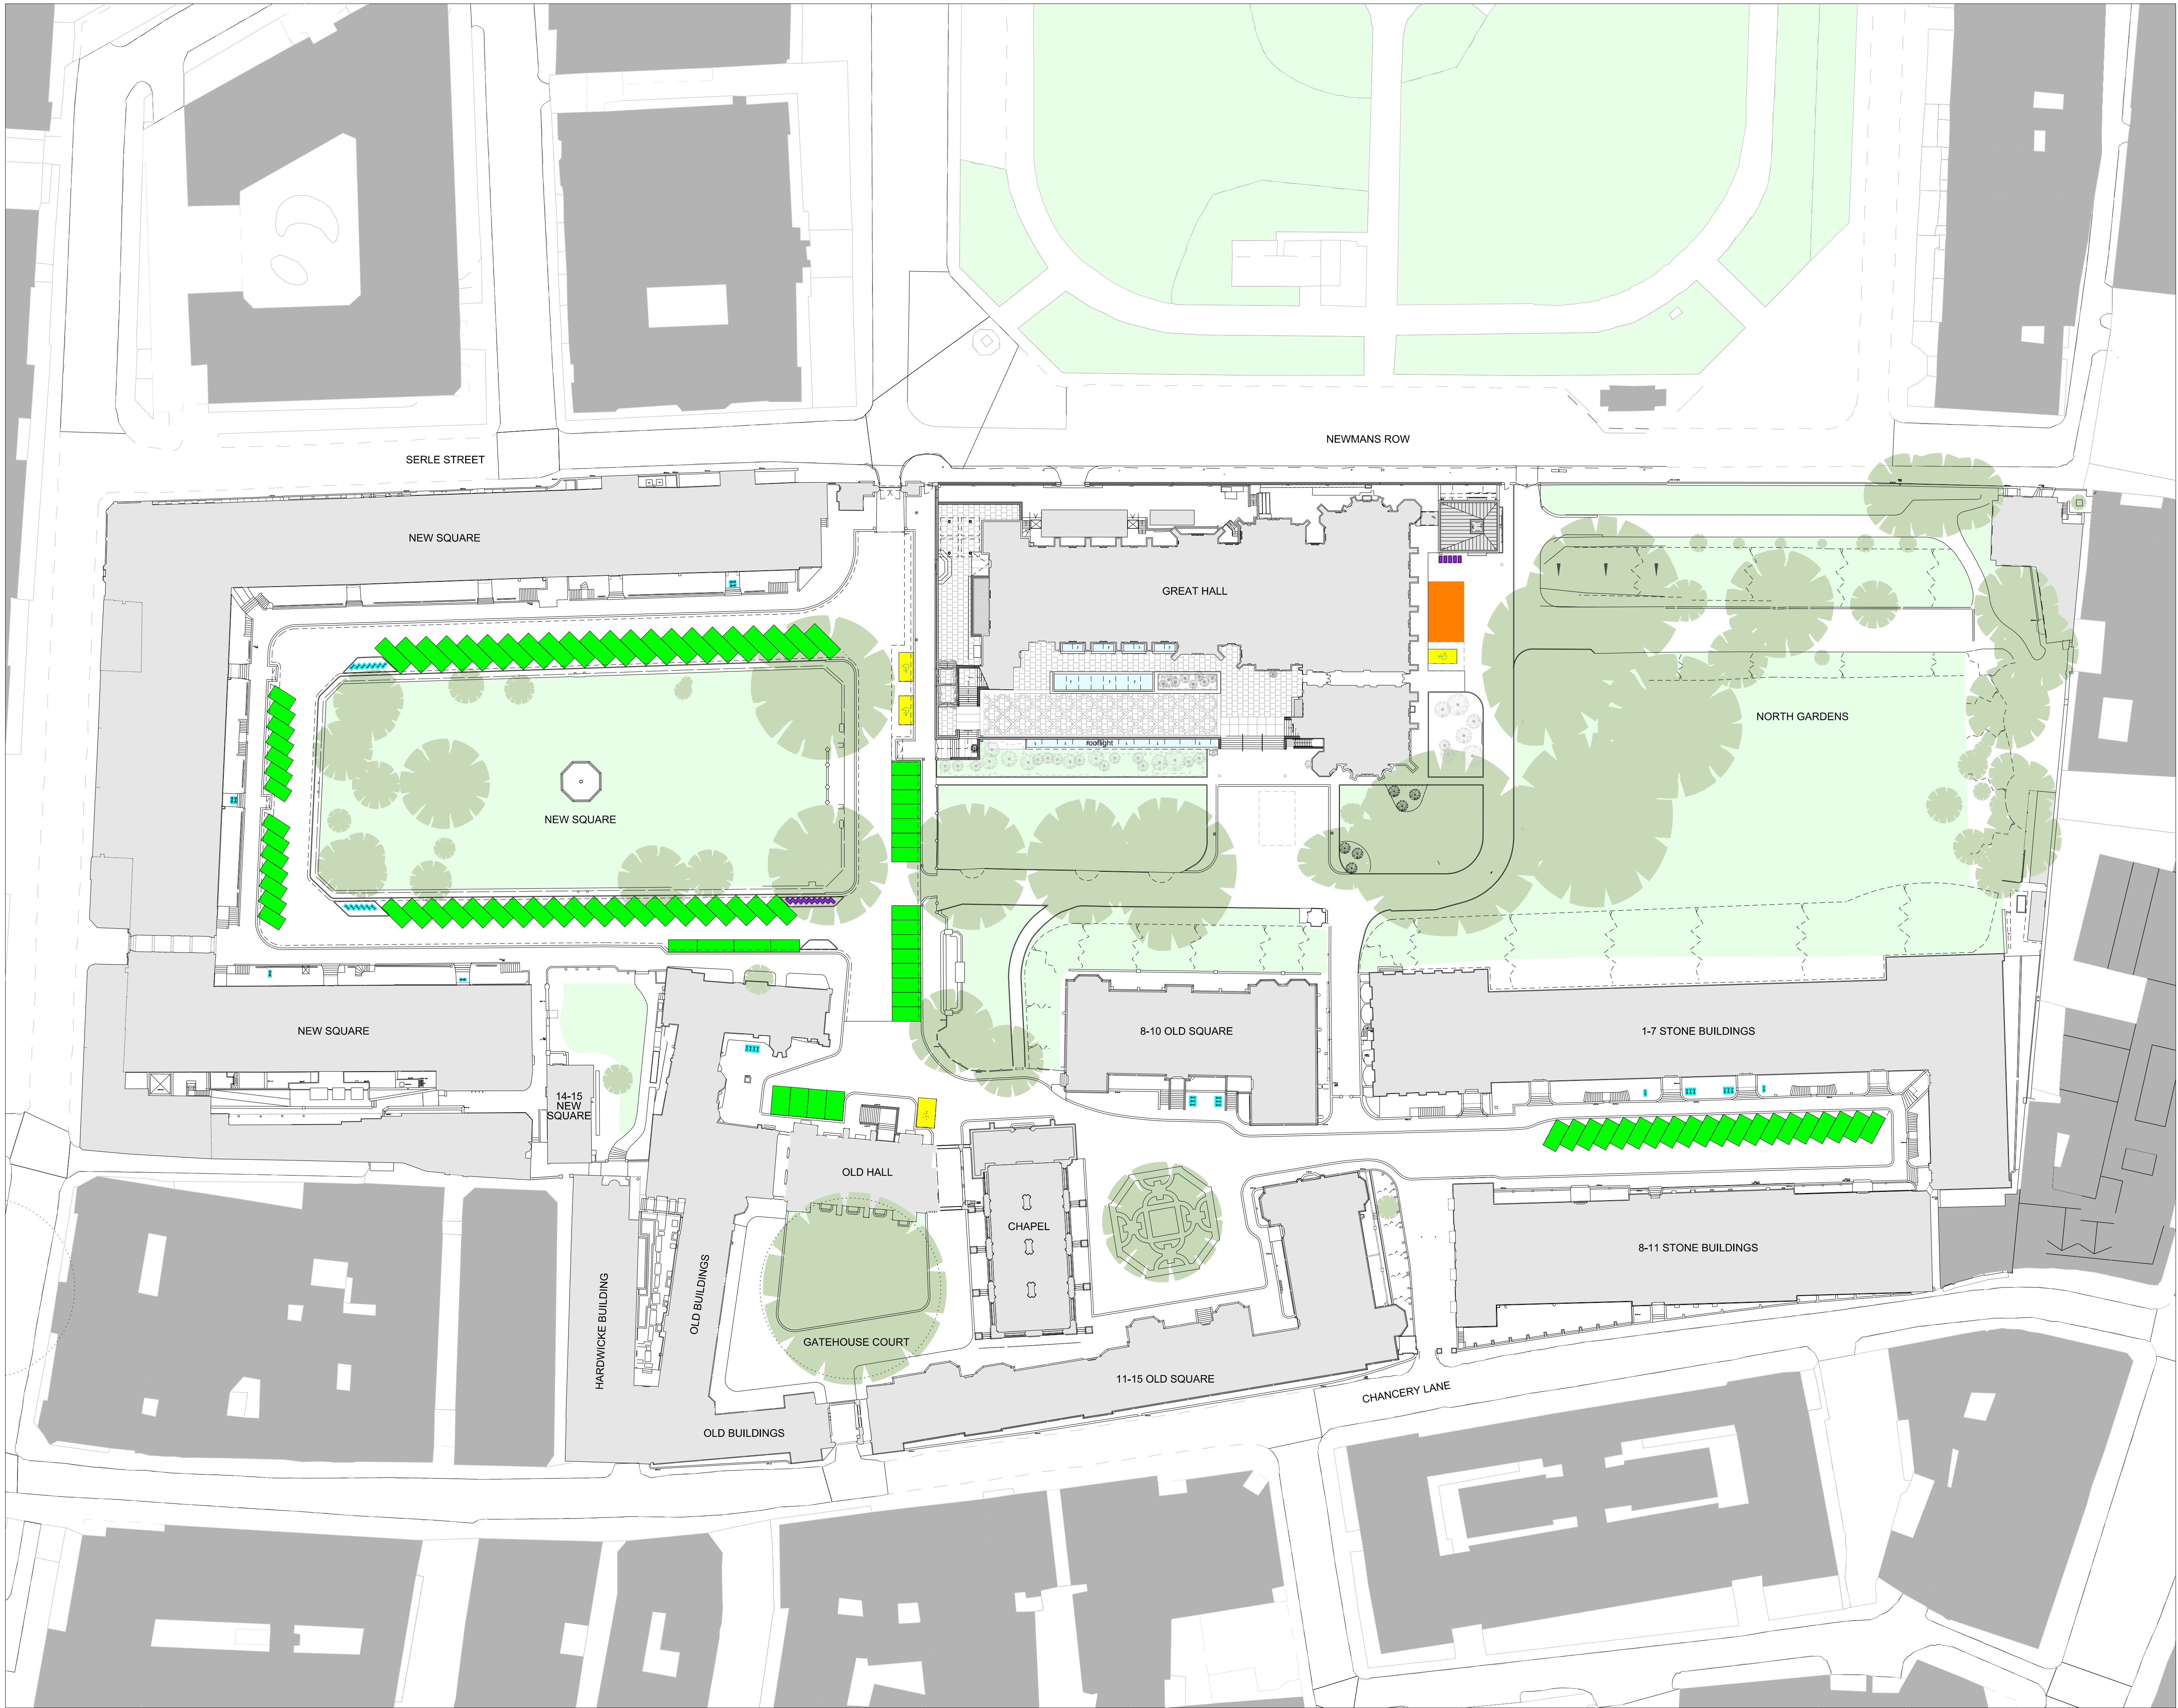 NEWMANS ROW
SERLE STREET
NEW SQUARE
GREAT HALL
NORTH GARDENS
rooflight
NEW SQUARE
NEW SQUARE
8-10 OLD SQUARE
1-7 STONE BUILDINGS
14-15
NEW
SQUARE
OLD HALL
CHAPEL
8-11 STONE BUILDINGS
HARDWICKE BUILDING
OLD BUILDINGS
GATEHOUSE COURT
11-15 OLD SQUARE
CHANCERY LANE
OLD BUILDINGS